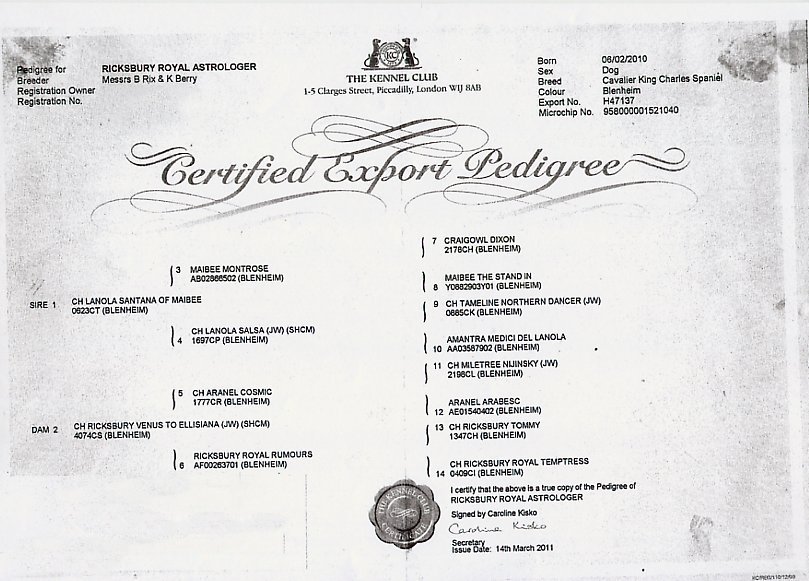 Pedigree for RICKSBURY ROYAL ASTROLOGER
Breeder Messrs B Rix & K Berry
Registration Owner
Registration No.
KC
THE KENNEL CLUB
1-5 Clarges Street, Piccadilly, London W1J 8AB
Born 06/02/2010
Sex Dog
Breed Cavalier King Charles Spaniel
Colour Blenheim
Export No. H47137
Microchip No. 958000001521040
Certified Export Pedigree
SIRE 1 CH LANOLA SANTANA OF MAIBEE
0623CT (BLENHEIM)
DAM 2 CH RICKSBURY VENUS TO ELLISIANA (JW) (SHCM)
4074CS (BLENHEIM)
3 MAIBEE MONTROSE
AB02866502 (BLENHEIM)
CH LANOLA SALSA (JW) (SHCM)
4 1697CP (BLENHEIM)
5 CH ARANEL COSMIC
1777CR (BLENHEIM)
RICKSBURY ROYAL RUMOURS
6 AF00263701 (BLENHEIM)
7 CRAIGOWL DIXON
2178CH (BLENHEIM)
MAIBEE THE STAND IN
8 Y0682903Y01 (BLENHEIM)
9 CH TAMELINE NORTHERN DANCER (JW)
0665CK (BLENHEIM)
AMANTRA MEDICI DEL LANOLA
10 AA03587902 (BLENHEIM)
11 CH MILETREE NIJINSKY (JW)
2196CL (BLENHEIM)
ARANEL ARABESC
12 AE01540402 (BLENHEIM)
13 CH RICKSBURY TOMMY
1347CH (BLENHEIM)
CH RICKSBURY ROYAL TEMPTRESS
14 0409CI (BLENHEIM)
THE KENNEL CLUB
I certify that the above is a true copy of the Pedigree of
RICKSBURY ROYAL ASTROLOGER
Signed by Caroline Kisko
Caroline Kisko
Secretary
Issue Date: 14th March 2011